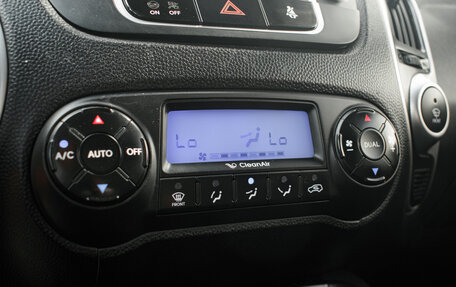 ON OFF
Lo Lo
A/C AUTO OFF
DUAL
CleanAir
FRONT